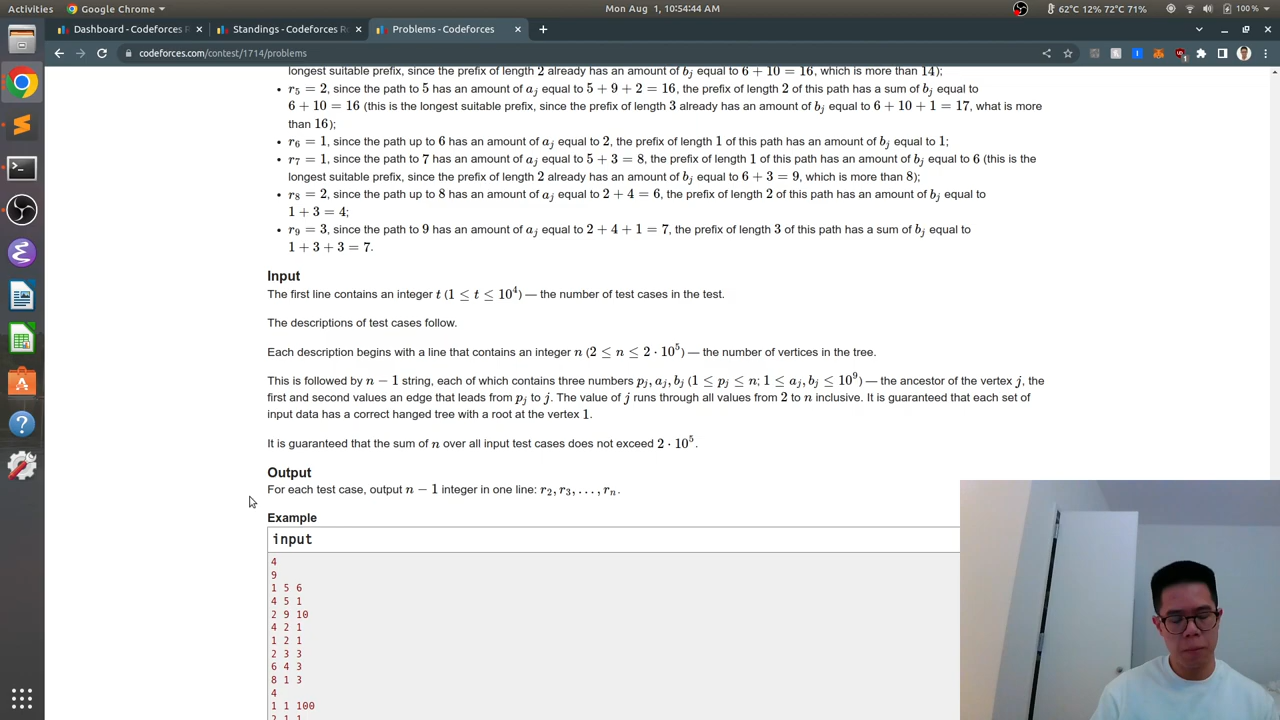 Activities
Google Chrome
Mon Aug 1, 10:54:44 AM
62°C 12% 72°C 71%
100 %
Dashboard - Codeforces
Standings - Codeforces Ro
Problems - Codeforces
codeforces.com/contest/1714/problems
longest suitable prefix, since the prefix of length 2 already has an amount of b_j equal to 6 + 10 = 16, which is more than 14);
• r_5 = 2, since the path to 5 has an amount of a_j equal to 5 + 9 + 2 = 16, the prefix of length 2 of this path has a sum of b_j equal to
6 + 10 = 16 (this is the longest suitable prefix, since the prefix of length 3 already has an amount of b_j equal to 6 + 10 + 1 = 17, what is more
than 16);
• r_6 = 1, since the path up to 6 has an amount of a_j equal to 2, the prefix of length 1 of this path has an amount of b_j equal to 1;
• r_7 = 1, since the path to 7 has an amount of a_j equal to 5 + 3 = 8, the prefix of length 1 of this path has an amount of b_j equal to 6 (this is the
longest suitable prefix, since the prefix of length 2 already has an amount of b_j equal to 6 + 3 = 9, which is more than 8);
• r_8 = 2, since the path up to 8 has an amount of a_j equal to 2 + 4 = 6, the prefix of length 2 of this path has an amount of b_j equal to
1 + 3 = 4;
• r_9 = 3, since the path to 9 has an amount of a_j equal to 2 + 4 + 1 = 7, the prefix of length 3 of this path has a sum of b_j equal to
1 + 3 + 3 = 7.
Input
The first line contains an integer t (1 ≤ t ≤ 10^4) — the number of test cases in the test.
The descriptions of test cases follow.
Each description begins with a line that contains an integer n (2 ≤ n ≤ 2 · 10^5) — the number of vertices in the tree.
This is followed by n − 1 string, each of which contains three numbers p_j, a_j, b_j (1 ≤ p_j ≤ n; 1 ≤ a_j, b_j ≤ 10^9) — the ancestor of the vertex j, the
first and second values an edge that leads from p_j to j. The value of j runs through all values from 2 to n inclusive. It is guaranteed that each set of
input data has a correct hanged tree with a root at the vertex 1.
It is guaranteed that the sum of n over all input test cases does not exceed 2 · 10^5.
Output
For each test case, output n − 1 integer in one line: r_2, r_3, . . . , r_n.
Example
input
4
9
1 5 6
4 5 1
2 9 10
4 2 1
1 2 1
2 3 3
6 4 3
8 1 3
4
1 1 100
2 1 1